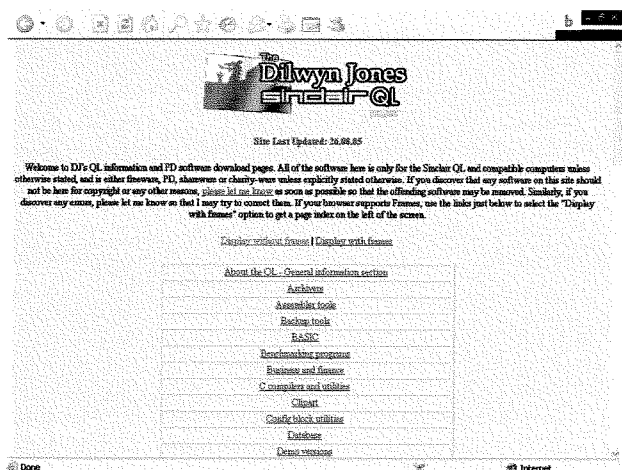 The
Dilwyn Jones
sinclair QL
Site Last Updated: 26.08.05
Welcome to DJ's QL information and PD software download pages. All of the software here is only for the Sinclair QL and compatible computers unless
otherwise stated, and is either freeware, PD, shareware or charity-ware unless explicitly stated otherwise. If you discover that any software on this site should
not be here for copyright or any other reasons, please let me know as soon as possible so that the offending software may be removed. Similarly, if you
discover any errors, please let me know so that I may try to correct them. If your browser supports Frames, use the links just below to select the "Display
with frames" option to get a page index on the left of the screen.
Display without frames | Display with frames
About the QL - General information section
Archivers
Assembler tools
Backup tools
BASIC
Benchmarking programs
Business and finance
C compilers and utilities
Clipart
Config block utilities
Database
Demo versions
Done
Internet